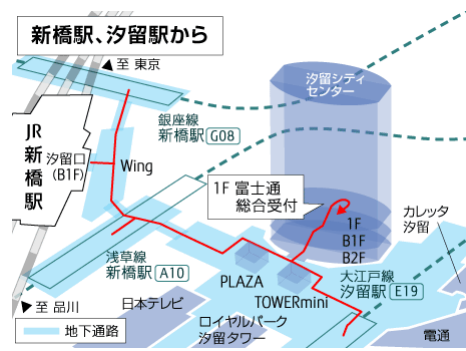 新橋駅、汐留駅から
至 東京
汐留シティ
センター
銀座線
新橋駅 G08
JR
新
橋
駅
汐留口
(B1F)
Wing
1F 富士通
総合受付
1F
B1F
B2F
カレッタ
汐留
浅草線
新橋駅 A10
PLAZA
TOWERmini
大江戸線
汐留駅 E19
至 品川
日本テレビ
ロイヤルパーク
汐留タワー
電通
地下通路